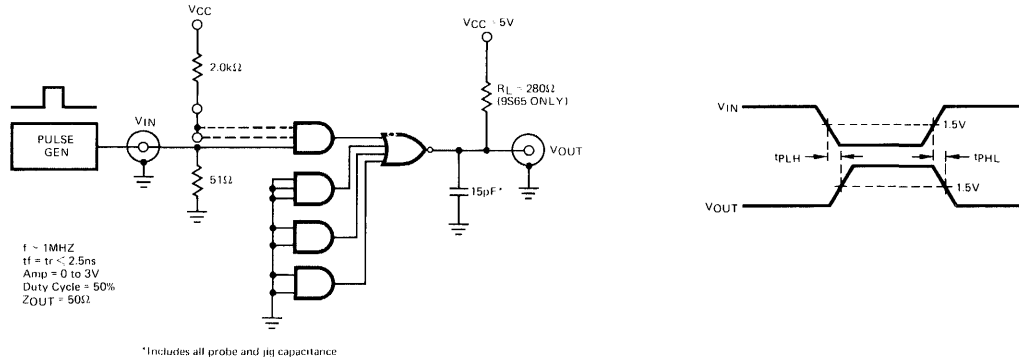 VCC
2.0kΩ
VCC = 5V
RL = 280Ω
(9S65 ONLY)
PULSE
GEN
VIN
51Ω
15pF*
VOUT
f ~ 1MHZ
tf = tr < 2.5ns
Amp = 0 to 3V
Duty Cycle = 50%
ZOUT = 50Ω
*Includes all probe and jig capacitance
VIN
1.5V
tPLH
tPHL
1.5V
VOUT